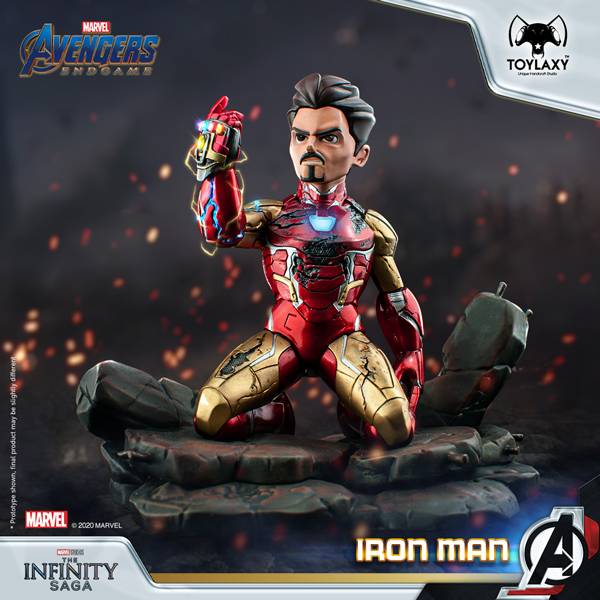 MARVEL
AVENGERS
ENDGAME
TOYLAXY™
Unique Handcraft Studio
* Prototype shown, final product may be slightly different.
MARVEL © 2020 MARVEL
IRON MAN
MARVEL STUDIOS
THE
INFINITY
SAGA